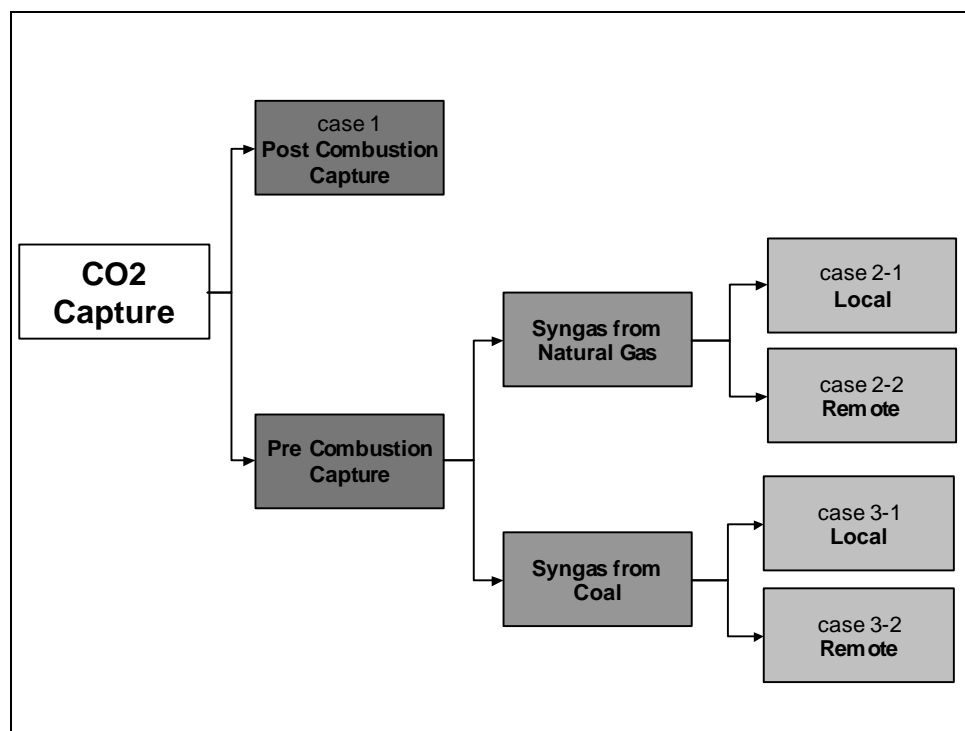 case 1
Post Combustion
Capture
CO2
Capture
Pre Combustion
Capture
Syngas from
Natural Gas
Syngas from
Coal
case 2-1
Local
case 2-2
Remote
case 3-1
Local
case 3-2
Remote